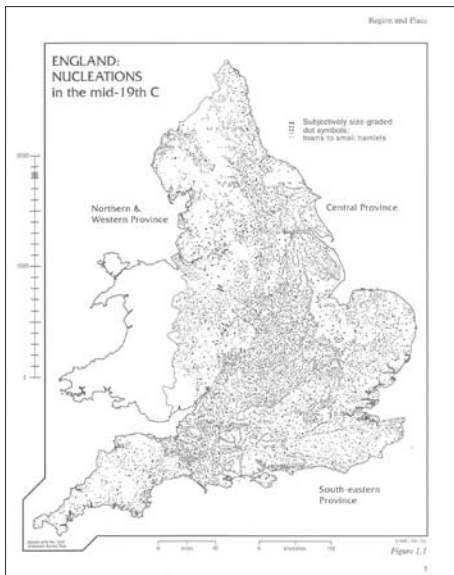 Region and Place
ENGLAND:
NUCLEATIONS
in the mid-19th C
Subjectively size-graded
dot symbols:
towns to small hamlets
Northern &
Western Province
Central Province
South-eastern
Province
Figure 1.1